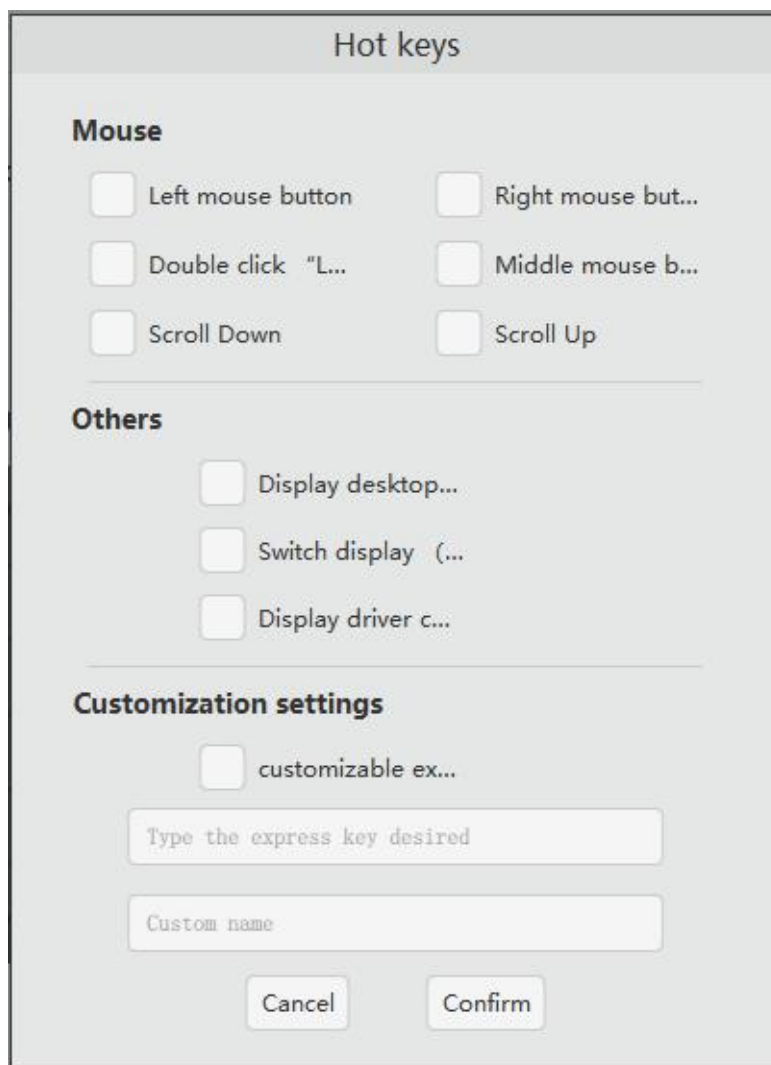 Hot keys
Mouse
Left mouse button
Right mouse but...
Double click “L...
Middle mouse b...
Scroll Down
Scroll Up
Others
Display desktop...
Switch display (...
Display driver c...
Customization settings
customizable ex...
Type the express key desired
Custom name
Cancel
Confirm